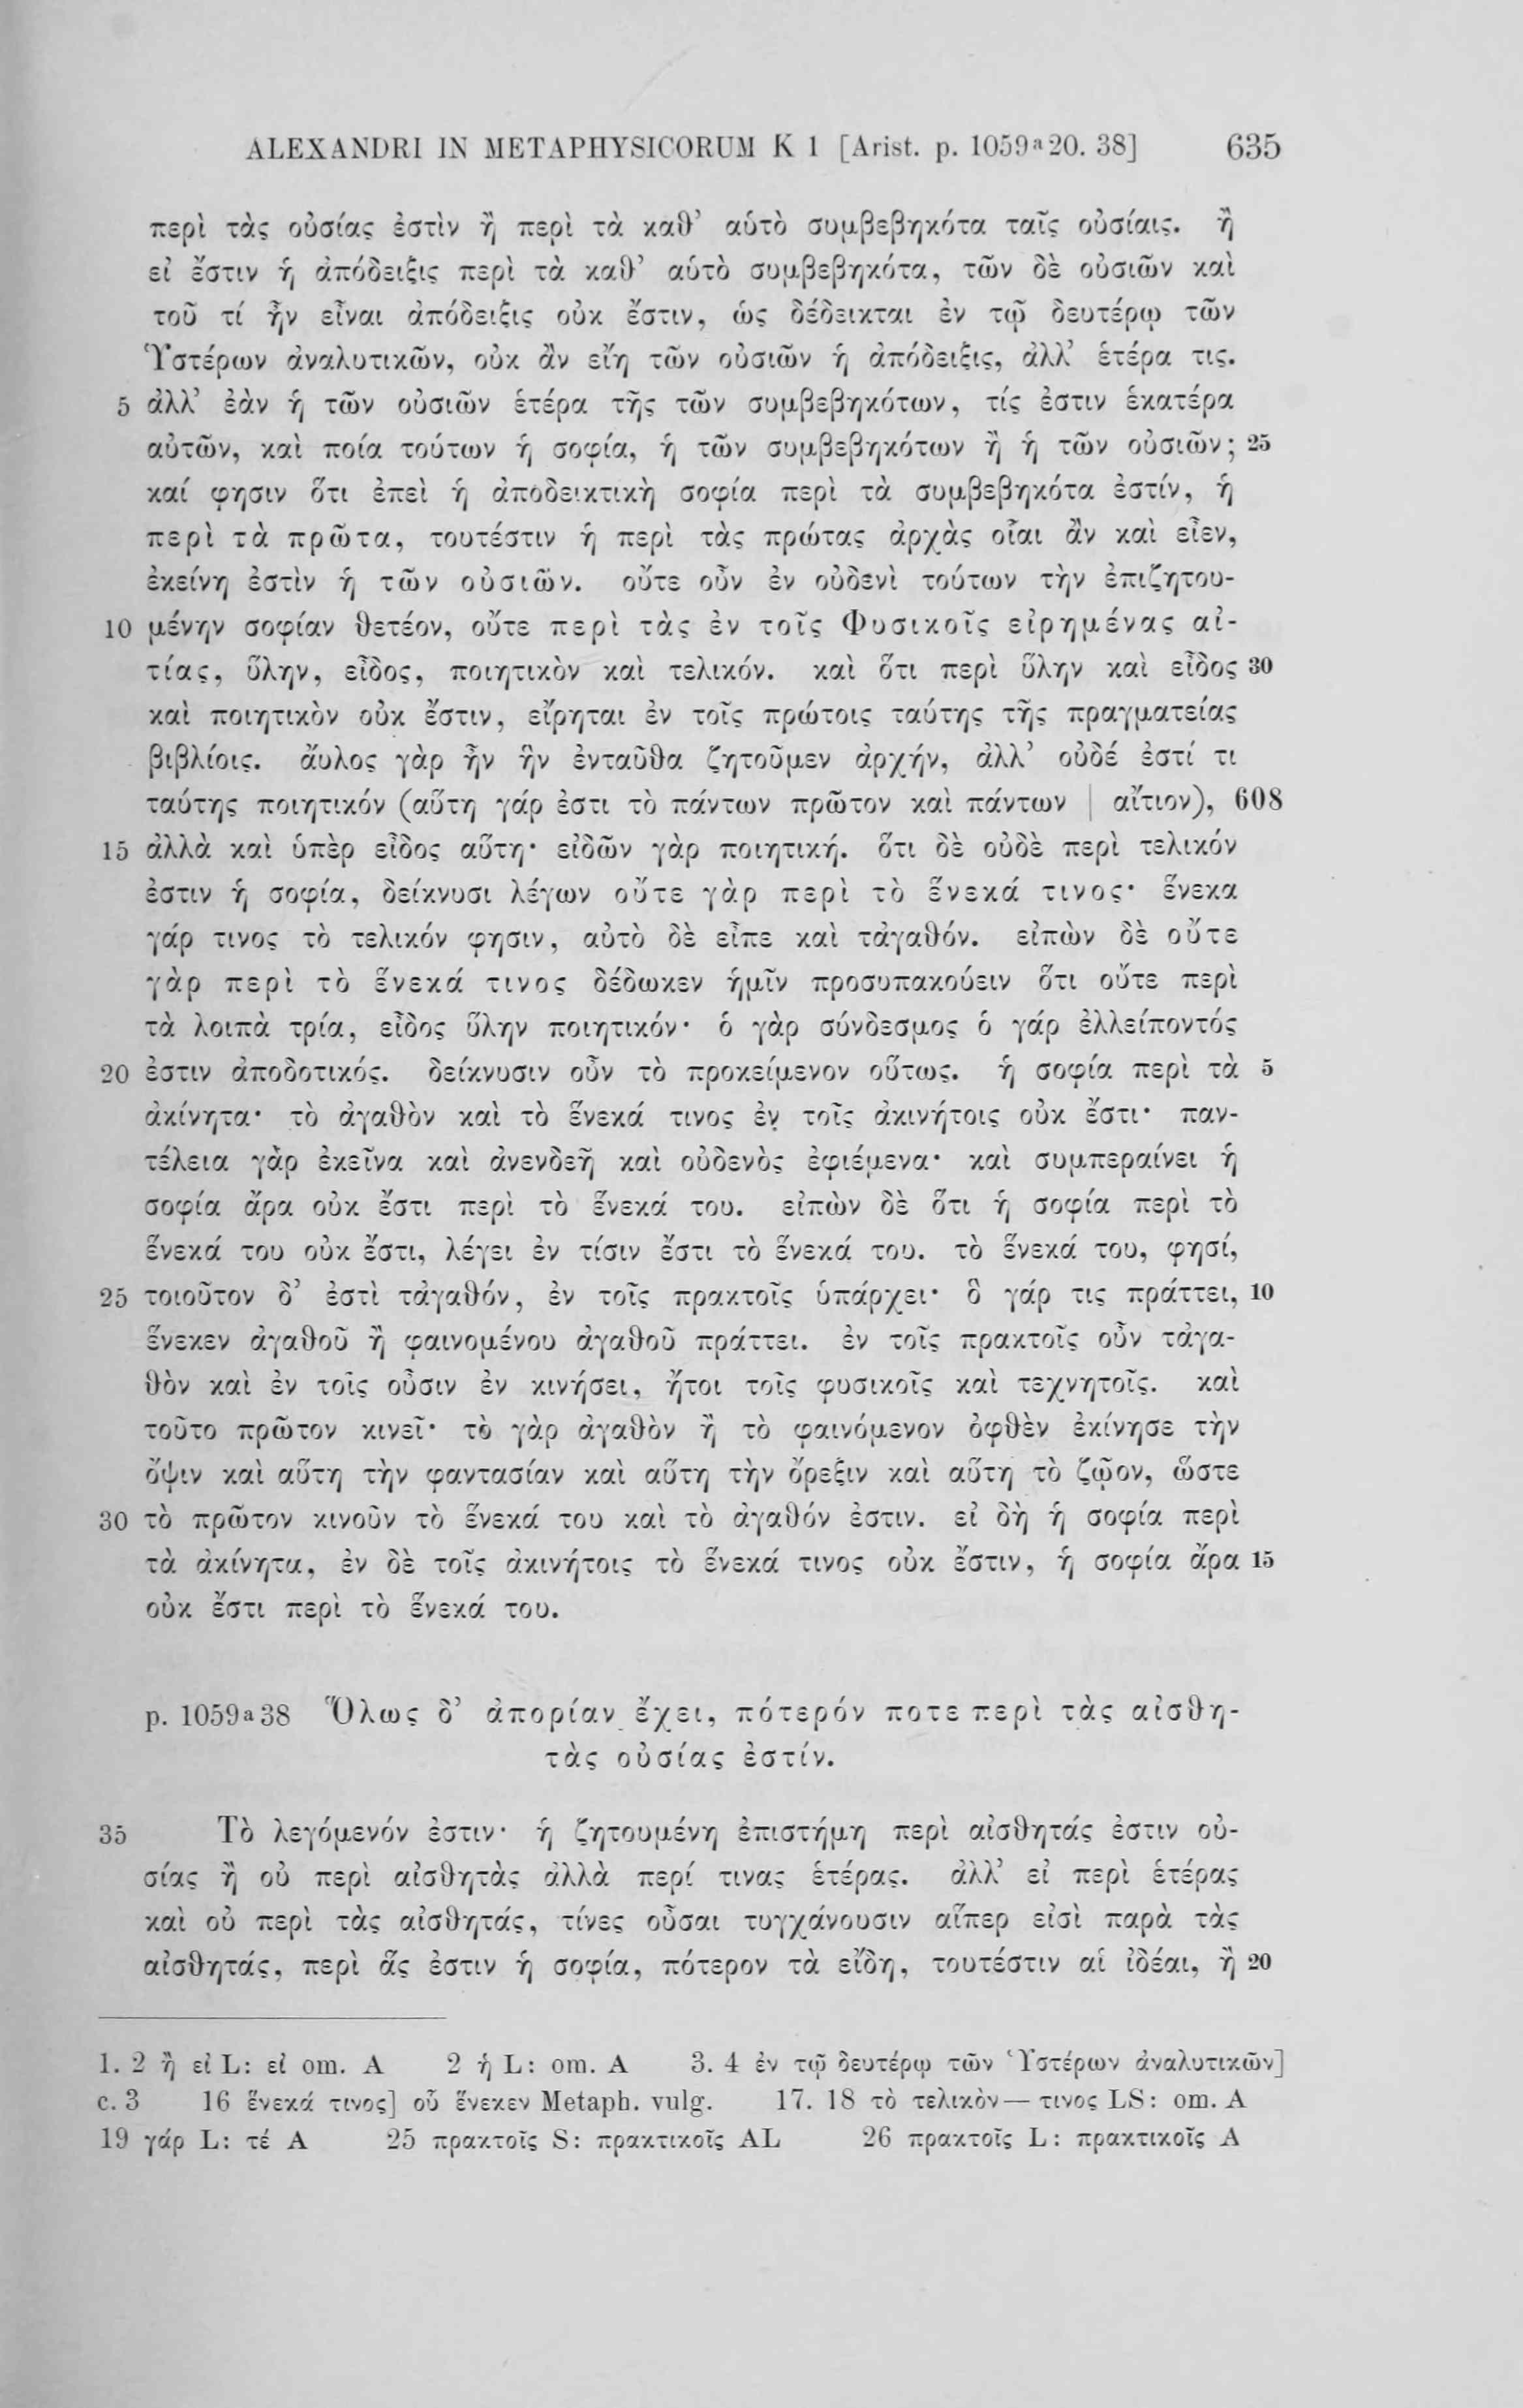 ALEXANDRI IN METAPHYSICORUM K 1 [Arist. p. 1059ᵃ20. 38] 635
περὶ τὰς οὐσίας ἐστὶν ἢ περὶ τὰ καθ’ αὑτὸ συμβεβηκότα ταῖς οὐσίαις. ἢ
εἰ ἔστιν ἡ ἀπόδειξις περὶ τὰ καθ’ αὑτὸ συμβεβηκότα, τῶν δὲ οὐσιῶν καὶ
τοῦ τί ἦν εἶναι ἀπόδειξις οὐκ ἔστιν, ὡς δέδεικται ἐν τῷ δευτέρῳ τῶν
Ὑστέρων ἀναλυτικῶν, οὐκ ἂν εἴη τῶν οὐσιῶν ἡ ἀπόδειξις, ἀλλ’ ἑτέρα τις.
5 ἀλλ’ ἐὰν ἡ τῶν οὐσιῶν ἑτέρα τῆς τῶν συμβεβηκότων, τίς ἐστιν ἑκατέρα
αὐτῶν, καὶ ποία τούτων ἡ σοφία, ἡ τῶν συμβεβηκότων ἢ ἡ τῶν οὐσιῶν; 25
καί φησιν ὅτι ἐπεὶ ἡ ἀποδεικτικὴ σοφία περὶ τὰ συμβεβηκότα ἐστίν, ἡ
περὶ τὰ πρῶτα, τουτέστιν ἡ περὶ τὰς πρώτας ἀρχὰς οἷαι ἂν καὶ εἶεν,
ἐκείνη ἐστὶν ἡ τῶν οὐσιῶν. οὔτε οὖν ἐν οὐδενὶ τούτων τὴν ἐπιζητου-
10 μένην σοφίαν θετέον, οὔτε περὶ τὰς ἐν τοῖς Φυσικοῖς εἰρημένας αἰ-
τίας, ὕλην, εἶδος, ποιητικὸν καὶ τελικόν. καὶ ὅτι περὶ ὕλην καὶ εἶδος 30
καὶ ποιητικὸν οὐκ ἔστιν, εἴρηται ἐν τοῖς πρώτοις ταύτης τῆς πραγματείας
βιβλίοις. ἄυλος γὰρ ἦν ἣν ἐνταῦθα ζητοῦμεν ἀρχήν, ἀλλ’ οὐδέ ἐστί τι
ταύτης ποιητικόν (αὕτη γάρ ἐστι τὸ πάντων πρῶτον καὶ πάντων | αἴτιον), 608
15 ἀλλὰ καὶ ὑπὲρ εἶδος αὕτη· εἰδῶν γὰρ ποιητική. ὅτι δὲ οὐδὲ περὶ τελικόν
ἐστιν ἡ σοφία, δείκνυσι λέγων οὔτε γὰρ περὶ τὸ ἕνεκά τινος· ἕνεκα
γάρ τινος τὸ τελικόν φησιν, αὐτὸ δὲ εἶπε καὶ τἀγαθόν. εἰπὼν δὲ οὔτε
γὰρ περὶ τὸ ἕνεκά τινος δέδωκεν ἡμῖν προσυπακούειν ὅτι οὔτε περὶ
τὰ λοιπὰ τρία, εἶδος ὕλην ποιητικόν· ὁ γὰρ σύνδεσμος ὁ γάρ ἐλλείποντός
20 ἐστιν ἀποδοτικός. δείκνυσιν οὖν τὸ προκείμενον οὕτως. ἡ σοφία περὶ τὰ 5
ἀκίνητα· τὸ ἀγαθὸν καὶ τὸ ἕνεκά τινος ἐν τοῖς ἀκινήτοις οὐκ ἔστι· παν-
τέλεια γὰρ ἐκεῖνα καὶ ἀνενδεῆ καὶ οὐδενὸς ἐφιέμενα· καὶ συμπεραίνει ἡ
σοφία ἄρα οὐκ ἔστι περὶ τὸ ἕνεκά του. εἰπὼν δὲ ὅτι ἡ σοφία περὶ τὸ
ἕνεκά του οὐκ ἔστι, λέγει ἐν τίσιν ἔστι τὸ ἕνεκά του. τὸ ἕνεκά του, φησί,
25 τοιοῦτον δ’ ἐστὶ τἀγαθόν, ἐν τοῖς πρακτοῖς ὑπάρχει· ὃ γάρ τις πράττει, 10
ἕνεκεν ἀγαθοῦ ἢ φαινομένου ἀγαθοῦ πράττει. ἐν τοῖς πρακτοῖς οὖν τἀγα-
θὸν καὶ ἐν τοῖς οὖσιν ἐν κινήσει, ἤτοι τοῖς φυσικοῖς καὶ τεχνητοῖς. καὶ
τοῦτο πρῶτον κινεῖ· τὸ γὰρ ἀγαθὸν ἢ τὸ φαινόμενον ὀφθὲν ἐκίνησε τὴν
ὄψιν καὶ αὕτη τὴν φαντασίαν καὶ αὕτη τὴν ὄρεξιν καὶ αὕτη τὸ ζῷον, ὥστε
30 τὸ πρῶτον κινοῦν τὸ ἕνεκά του καὶ τὸ ἀγαθόν ἐστιν. εἰ δὴ ἡ σοφία περὶ
τὰ ἀκίνητα, ἐν δὲ τοῖς ἀκινήτοις τὸ ἕνεκά τινος οὐκ ἔστιν, ἡ σοφία ἄρα 15
οὐκ ἔστι περὶ τὸ ἕνεκά του.
p. 1059ᵃ38 Ὅλως δ’ ἀπορίαν ἔχει, πότερόν ποτε περὶ τὰς αἰσθη-
τὰς οὐσίας ἐστίν.
35 Τὸ λεγόμενόν ἐστιν· ἡ ζητουμένη ἐπιστήμη περὶ αἰσθητάς ἐστιν οὐ-
σίας ἢ οὐ περὶ αἰσθητὰς ἀλλὰ περί τινας ἑτέρας. ἀλλ’ εἰ περὶ ἑτέρας
καὶ οὐ περὶ τὰς αἰσθητάς, τίνες οὖσαι τυγχάνουσιν αἵπερ εἰσὶ παρὰ τὰς
αἰσθητάς, περὶ ἅς ἐστιν ἡ σοφία, πότερον τὰ εἴδη, τουτέστιν αἱ ἰδέαι, ἢ 20
1. 2 ἢ εἰ L: εἰ om. A 2 ἡ L: om. A 3. 4 ἐν τῷ δευτέρῳ τῶν Ὑστέρων ἀναλυτικῶν]
c. 3 16 ἕνεκά τινος] οὗ ἕνεκεν Metaph. vulg. 17. 18 τὸ τελικὸν — τινος LS: om. A
19 γάρ L: τέ A 25 πρακτοῖς S: πρακτικοῖς AL 26 πρακτοῖς L: πρακτικοῖς A